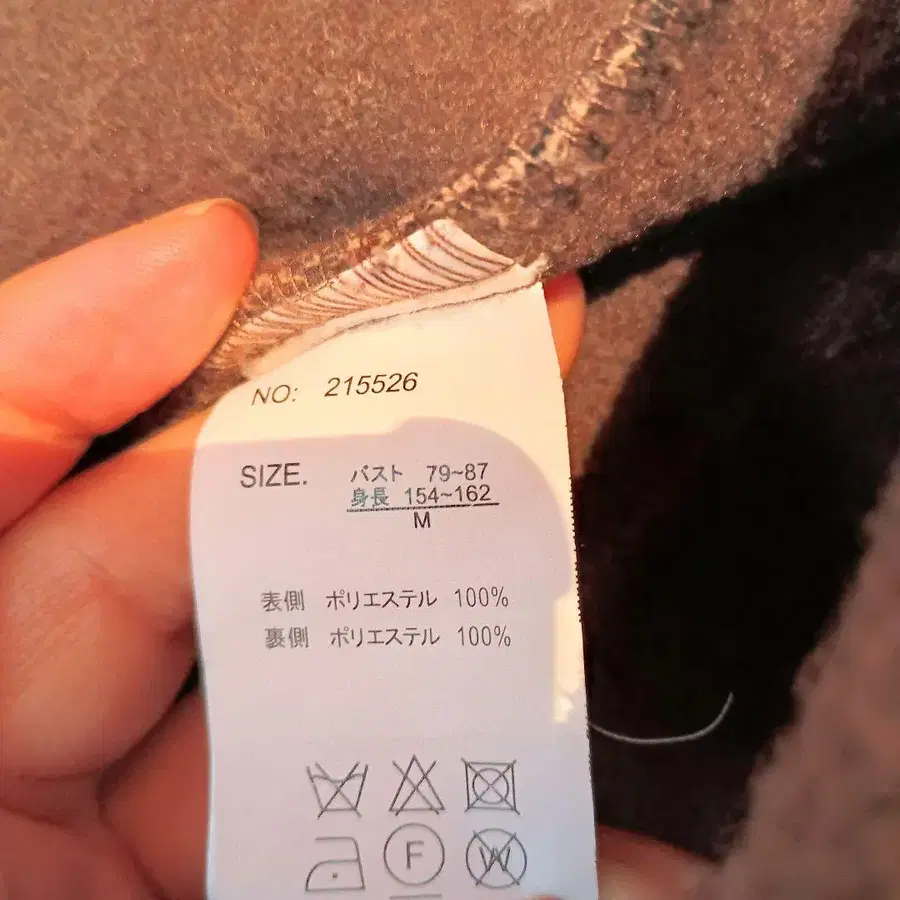 NO: 215526
SIZE. バスト 79~87
身長 154~162
M
表側 ポリエステル 100%
裏側 ポリエステル 100%
F
W